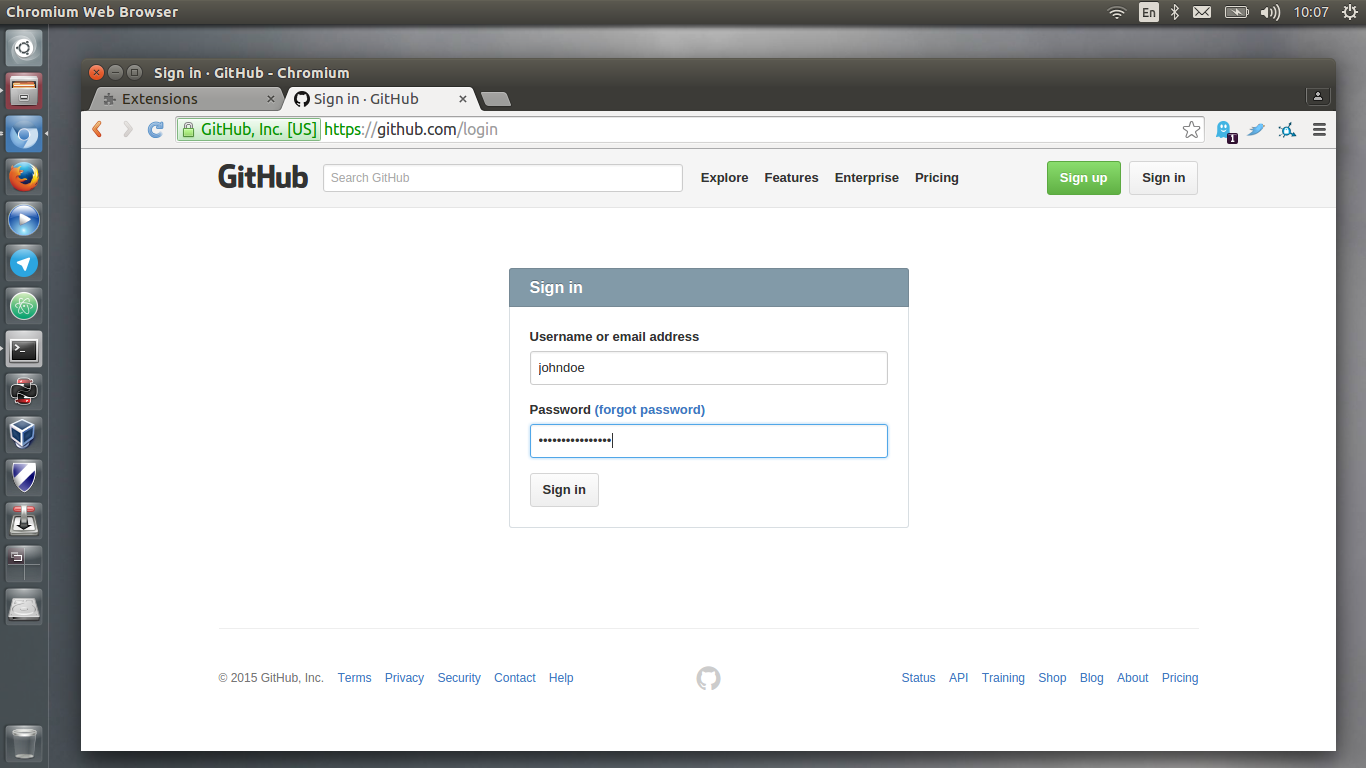 Chromium Web Browser
En
10:07
Sign in · GitHub - Chromium
Extensions
Sign in · GitHub
GitHub, Inc. [US] https://github.com/login
1
GitHub Search GitHub Explore Features Enterprise Pricing Sign up Sign in
Sign in
Username or email address
johndoe
Password (forgot password)
••••••••••••••••
Sign in
© 2015 GitHub, Inc. Terms Privacy Security Contact Help
Status API Training Shop Blog About Pricing